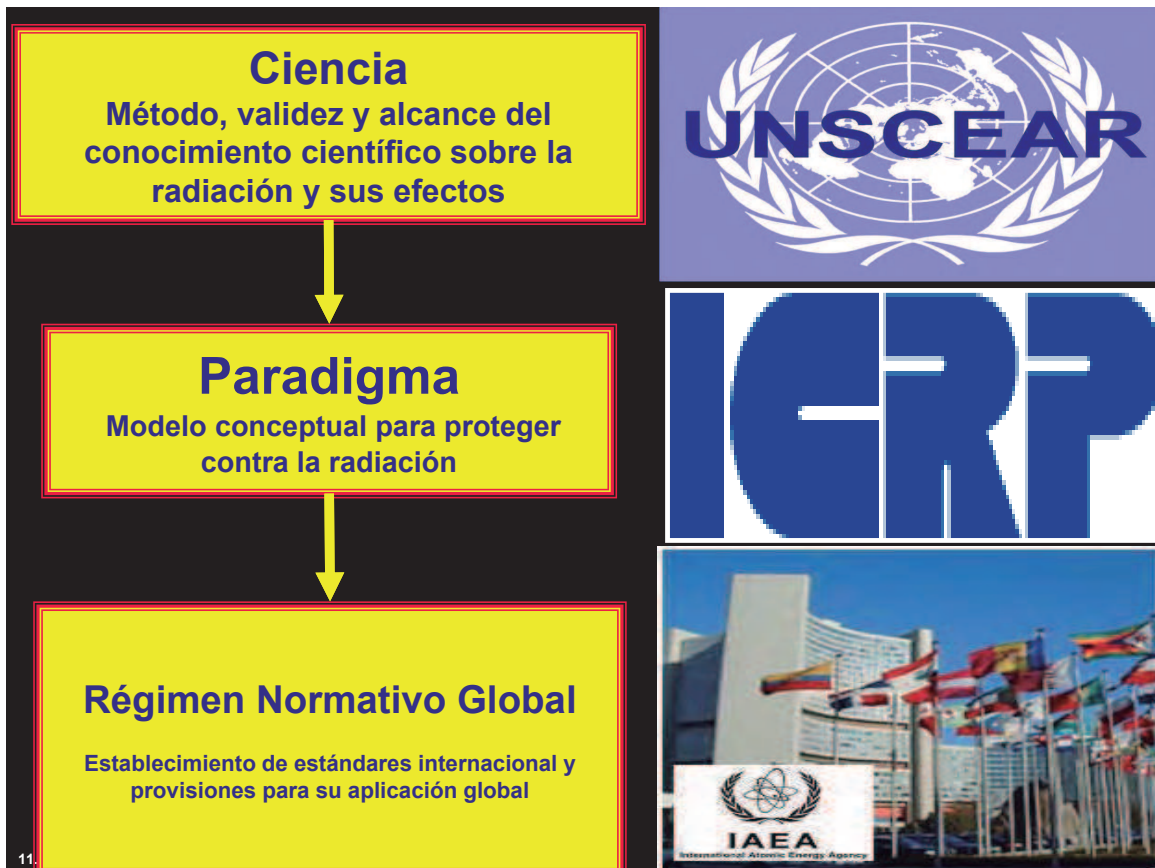 Ciencia
Método, validez y alcance del
conocimiento científico sobre la
radiación y sus efectos
UNSCEAR
Paradigma
Modelo conceptual para proteger
contra la radiación
ICRP
Régimen Normativo Global
Establecimiento de estándares internacional y
provisiones para su aplicación global
IAEA
International Atomic Energy Agency
11.